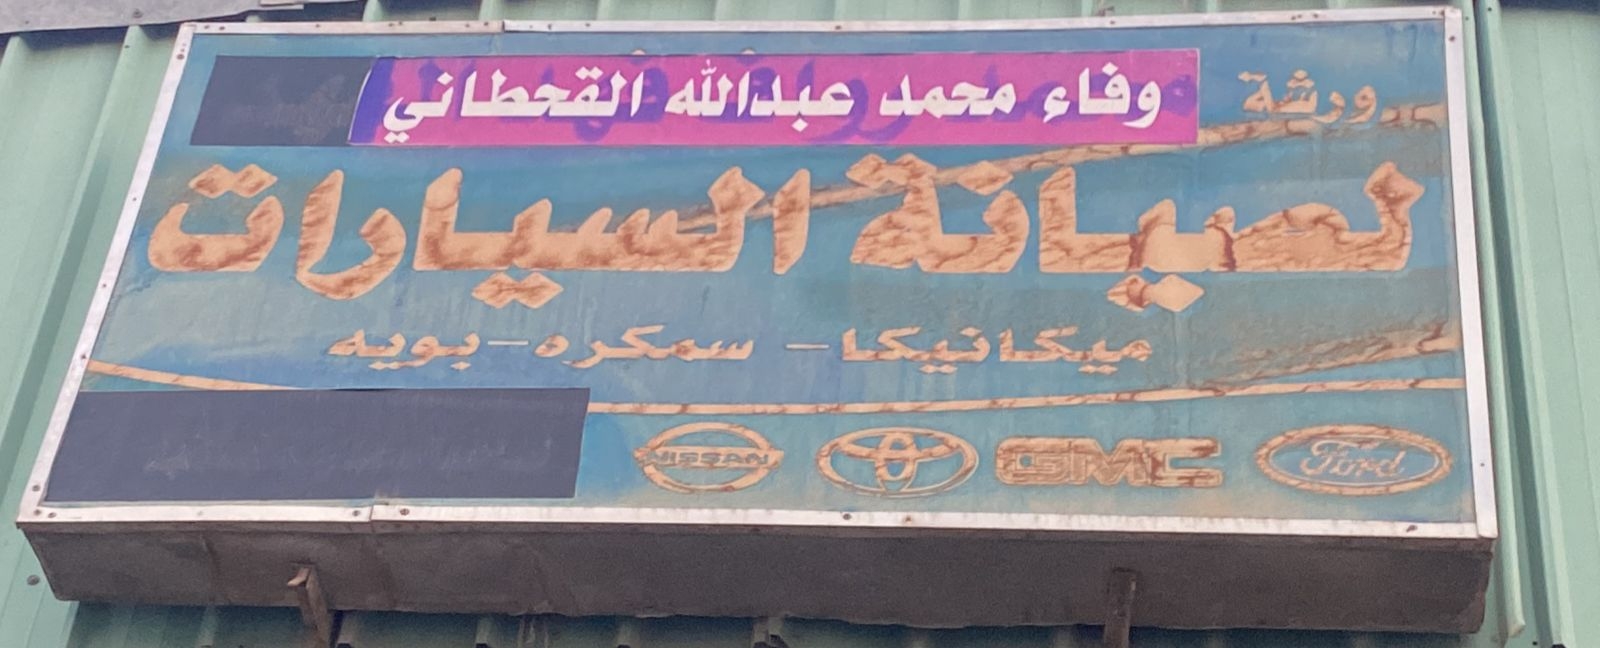 ورشة وفاء محمد عبدالله القحطاني
لصيانة السيارات
ميكانيكا - سمكره - بويه
NISSAN GMC Ford